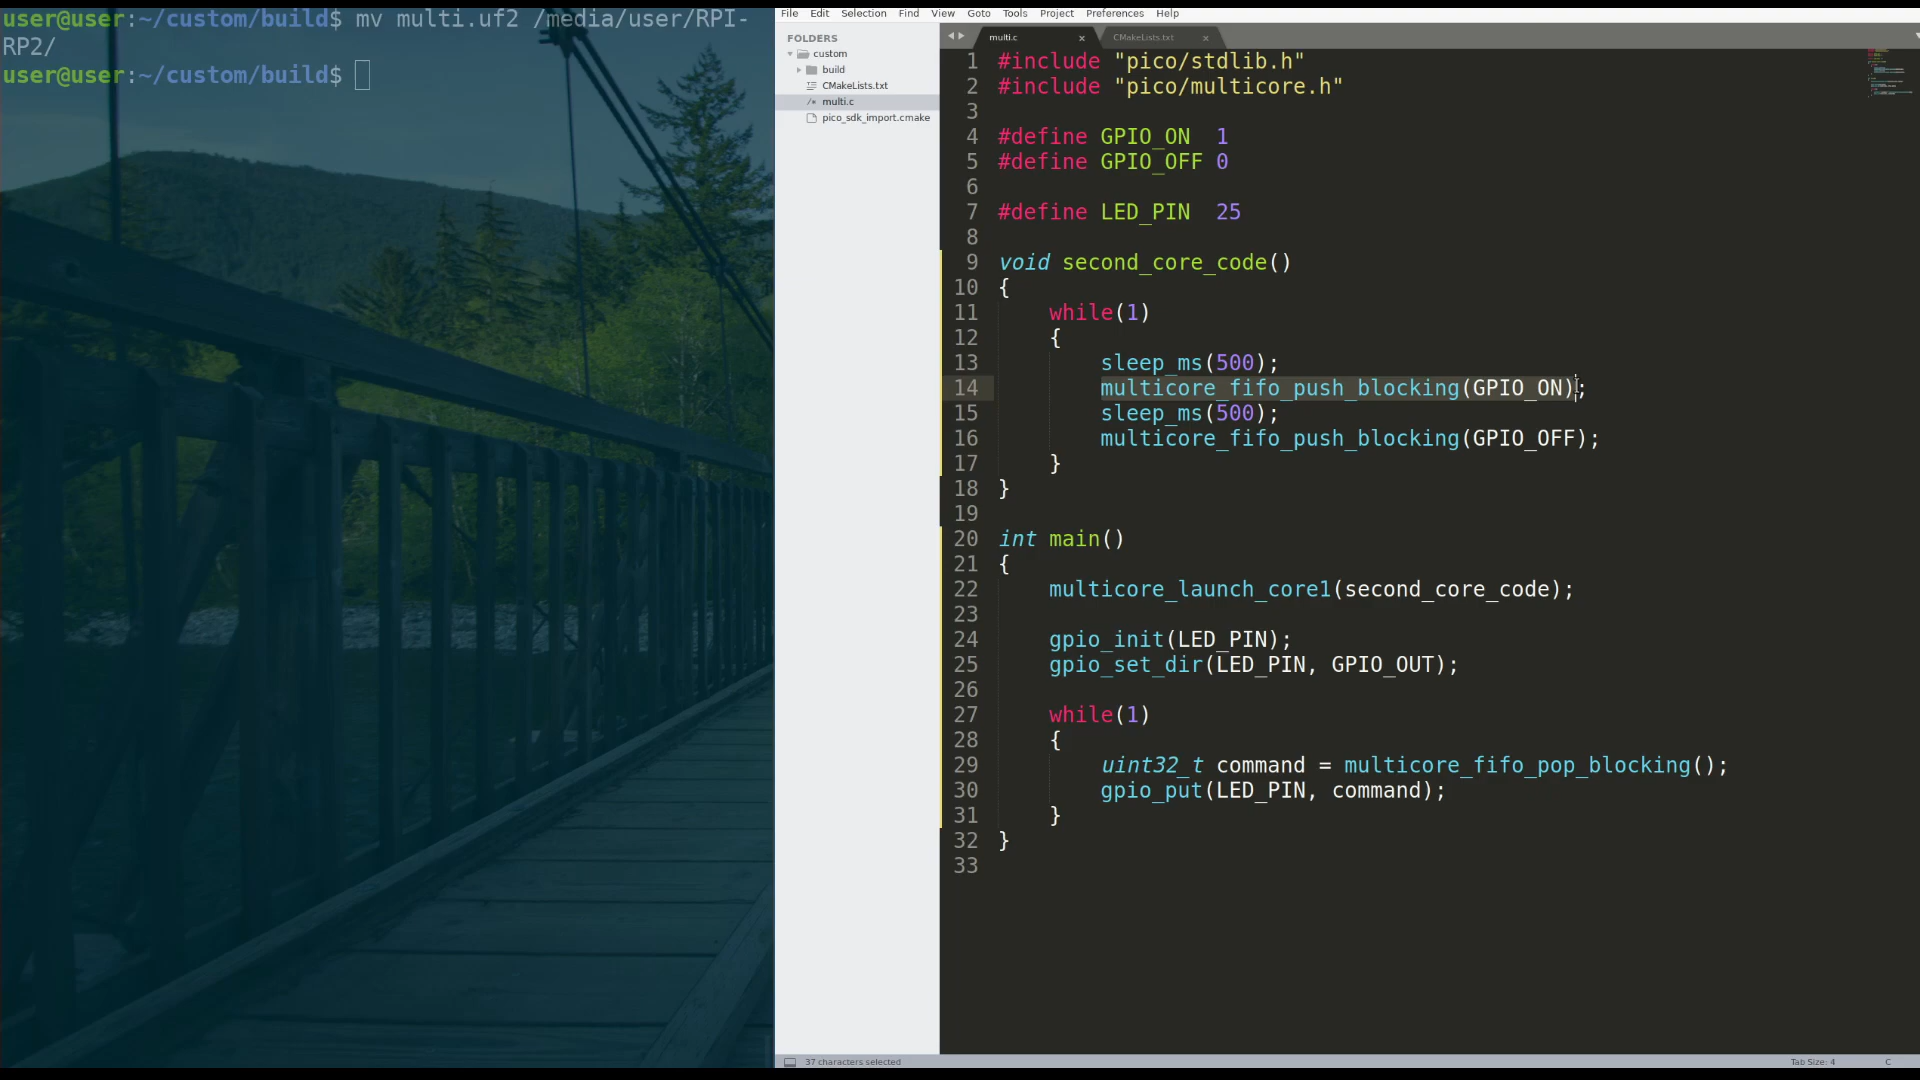 user@user:~/custom/build$ mv multi.uf2 /media/user/RPI-
RP2/
user@user:~/custom/build$
File Edit Selection Find View Goto Tools Project Preferences Help
FOLDERS
custom
build
CMakeLists.txt
multi.c
pico_sdk_import.cmake
multi.c × CMakeLists.txt ×
1 #include "pico/stdlib.h"
2 #include "pico/multicore.h"
3
4 #define GPIO_ON  1
5 #define GPIO_OFF 0
6
7 #define LED_PIN  25
8
9 void second_core_code()
10 {
11     while(1)
12     {
13         sleep_ms(500);
14         multicore_fifo_push_blocking(GPIO_ON);
15         sleep_ms(500);
16         multicore_fifo_push_blocking(GPIO_OFF);
17     }
18 }
19
20 int main()
21 {
22     multicore_launch_core1(second_core_code);
23
24     gpio_init(LED_PIN);
25     gpio_set_dir(LED_PIN, GPIO_OUT);
26
27     while(1)
28     {
29         uint32_t command = multicore_fifo_pop_blocking();
30         gpio_put(LED_PIN, command);
31     }
32 }
33
37 characters selected
Tab Size: 4
C